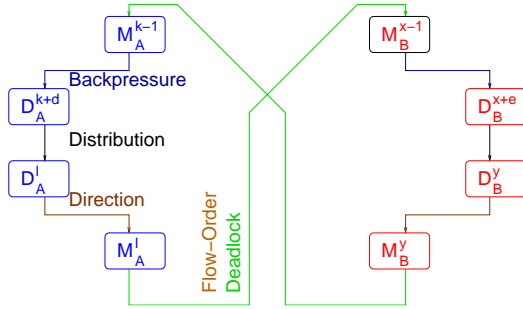 M_A^{k−1}
M_B^{x−1}
Backpressure
D_A^{k+d}
D_B^{x+e}
Distribution
D_A^l
D_B^y
Direction
M_A^l
M_B^y
Flow−Order
Deadlock